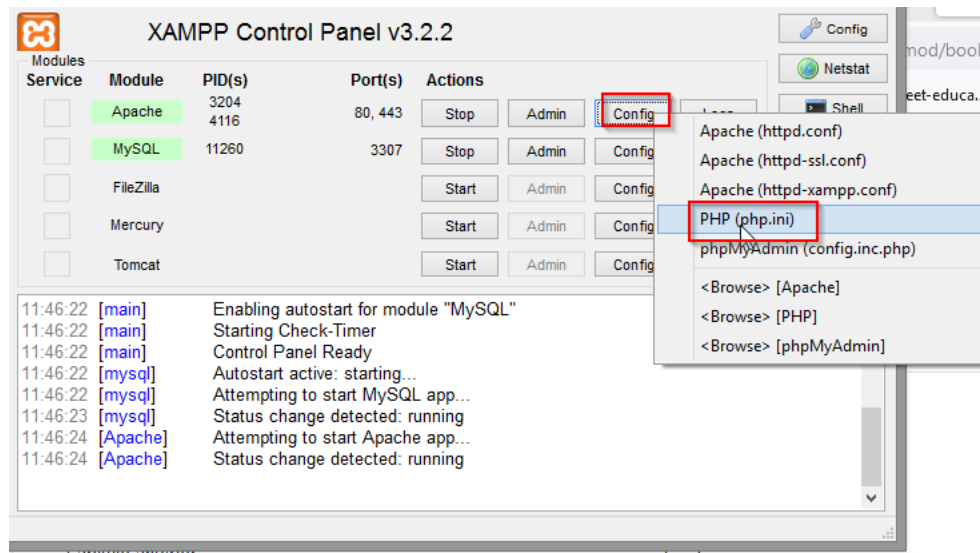 XAMPP Control Panel v3.2.2
Config
Netstat
Shell
Modules
Service Module PID(s) Port(s) Actions
Apache 3204 4116 80, 443 Stop Admin Config
MySQL 11260 3307 Stop Admin Config
FileZilla Start Admin Config
Mercury Start Admin Config
Tomcat Start Admin Config
Apache (httpd.conf)
Apache (httpd-ssl.conf)
Apache (httpd-xampp.conf)
PHP (php.ini)
phpMyAdmin (config.inc.php)
<Browse> [Apache]
<Browse> [PHP]
<Browse> [phpMyAdmin]
11:46:22 [main] Enabling autostart for module "MySQL"
11:46:22 [main] Starting Check-Timer
11:46:22 [main] Control Panel Ready
11:46:22 [mysql] Autostart active: starting...
11:46:22 [mysql] Attempting to start MySQL app...
11:46:23 [mysql] Status change detected: running
11:46:24 [Apache] Attempting to start Apache app...
11:46:24 [Apache] Status change detected: running
mod/bool
eet-educa..